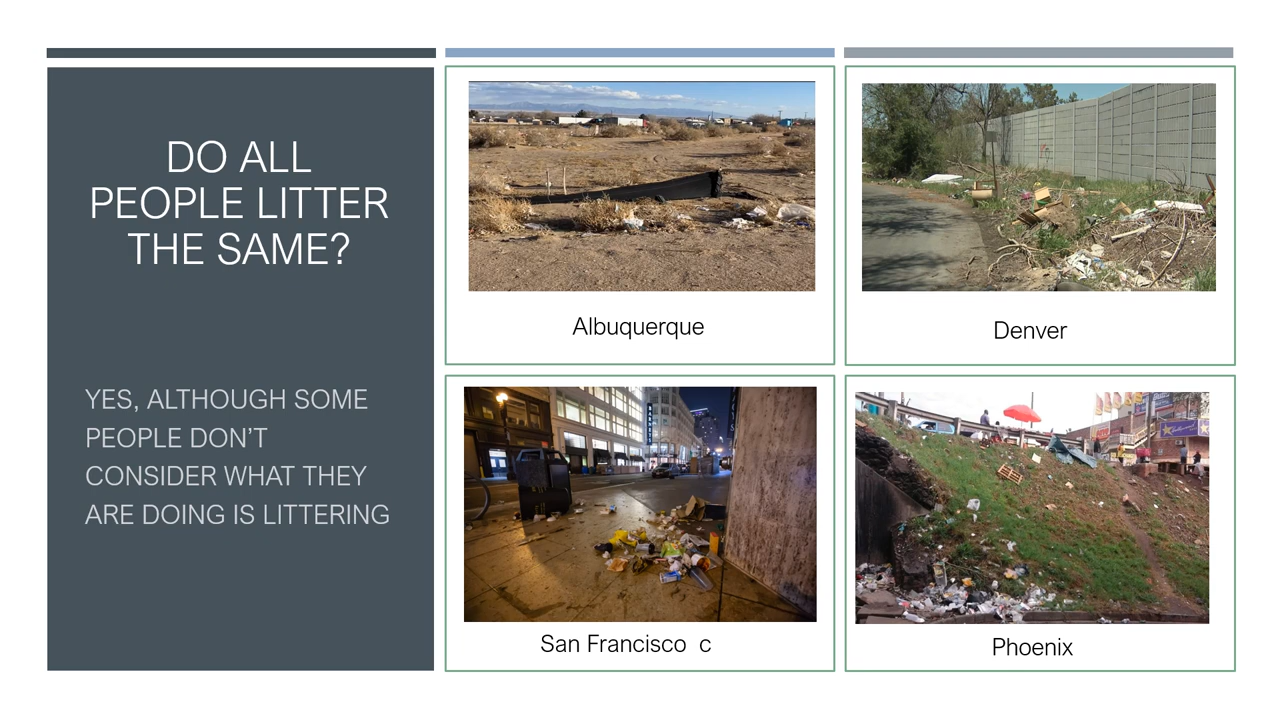 DO ALL
PEOPLE LITTER
THE SAME?
YES, ALTHOUGH SOME
PEOPLE DON’T
CONSIDER WHAT THEY
ARE DOING IS LITTERING
Albuquerque
Denver
San Francisco  c
Phoenix